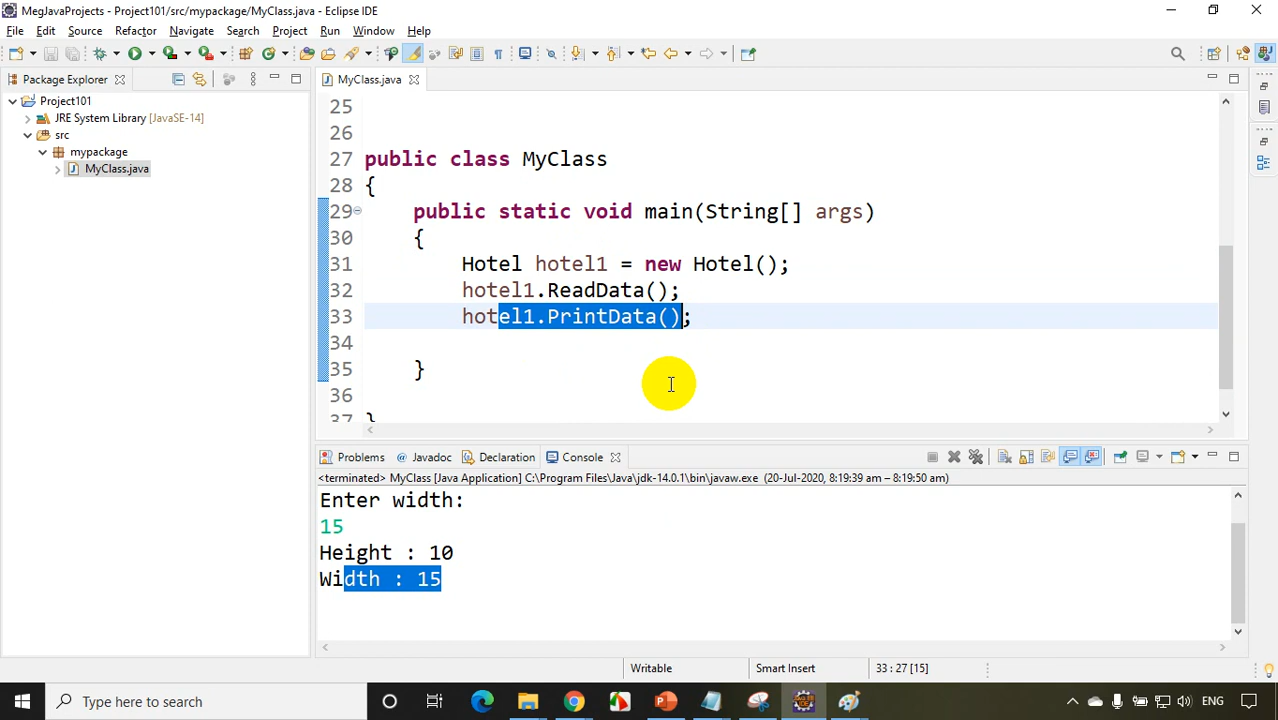 MegJavaProjects - Project101/src/mypackage/MyClass.java - Eclipse IDE
File Edit Source Refactor Navigate Search Project Run Window Help
Package Explorer
Project101
JRE System Library [JavaSE-14]
src
mypackage
MyClass.java
MyClass.java
25
26
27 public class MyClass
28 {
29 public static void main(String[] args)
30 {
31 Hotel hotel1 = new Hotel();
32 hotel1.ReadData();
33 hotel1.PrintData();
34
35 }
36
37 }
Problems @ Javadoc Declaration Console
<terminated> MyClass [Java Application] C:\Program Files\Java\jdk-14.0.1\bin\javaw.exe (20-Jul-2020, 8:19:39 am – 8:19:50 am)
Enter width:
15
Height : 10
Width : 15
Writable Smart Insert 33 : 27 [15]
Type here to search ENG